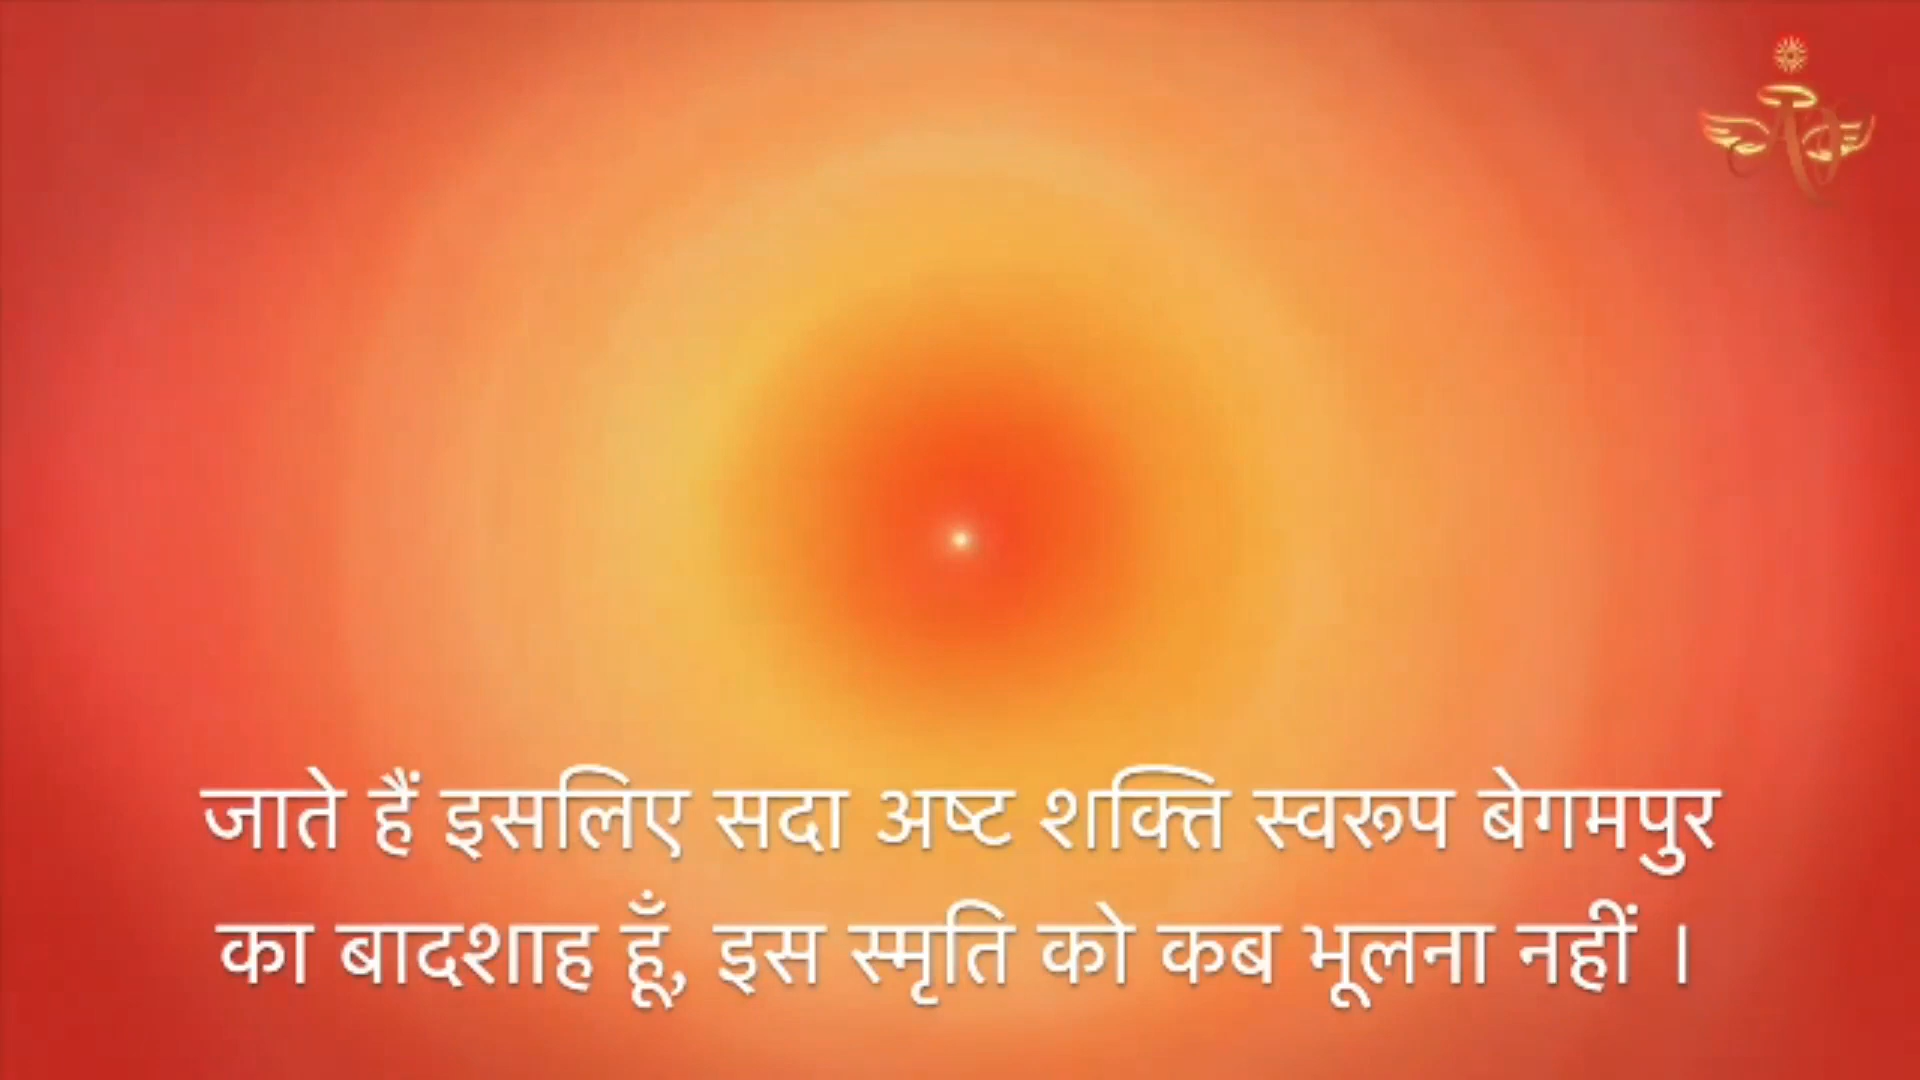 जाते हैं इसलिए सदा अष्ट शक्ति स्वरूप बेगमपुर
का बादशाह हूँ, इस स्मृति को कब भूलना नहीं ।